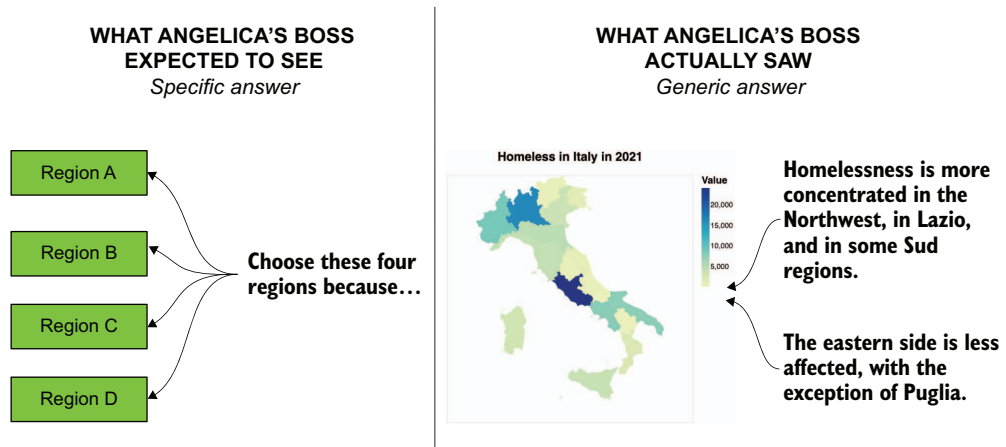 WHAT ANGELICA'S BOSS
EXPECTED TO SEE
Specific answer
Region A
Region B
Region C
Region D
Choose these four
regions because…
WHAT ANGELICA'S BOSS
ACTUALLY SAW
Generic answer
Homeless in Italy in 2021
Value
20,000
15,000
10,000
5,000
Homelessness is more
concentrated in the
Northwest, in Lazio,
and in some Sud
regions.
The eastern side is less
affected, with the
exception of Puglia.